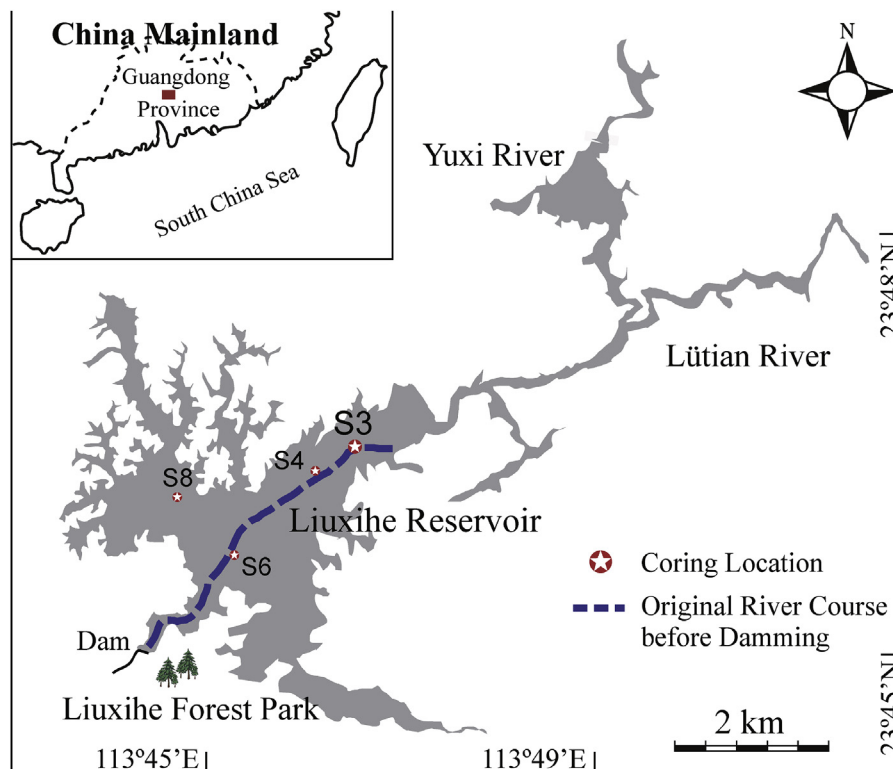 China Mainland
Guangdong
Province
South China Sea
N
Yuxi River
23°48'N
Lütian River
S3
S4
S8
Liuxihe Reservoir
S6
Coring Location
Original River Course
before Damming
Dam
Liuxihe Forest Park
2 km
23°45'N
113°45'E
113°49'E